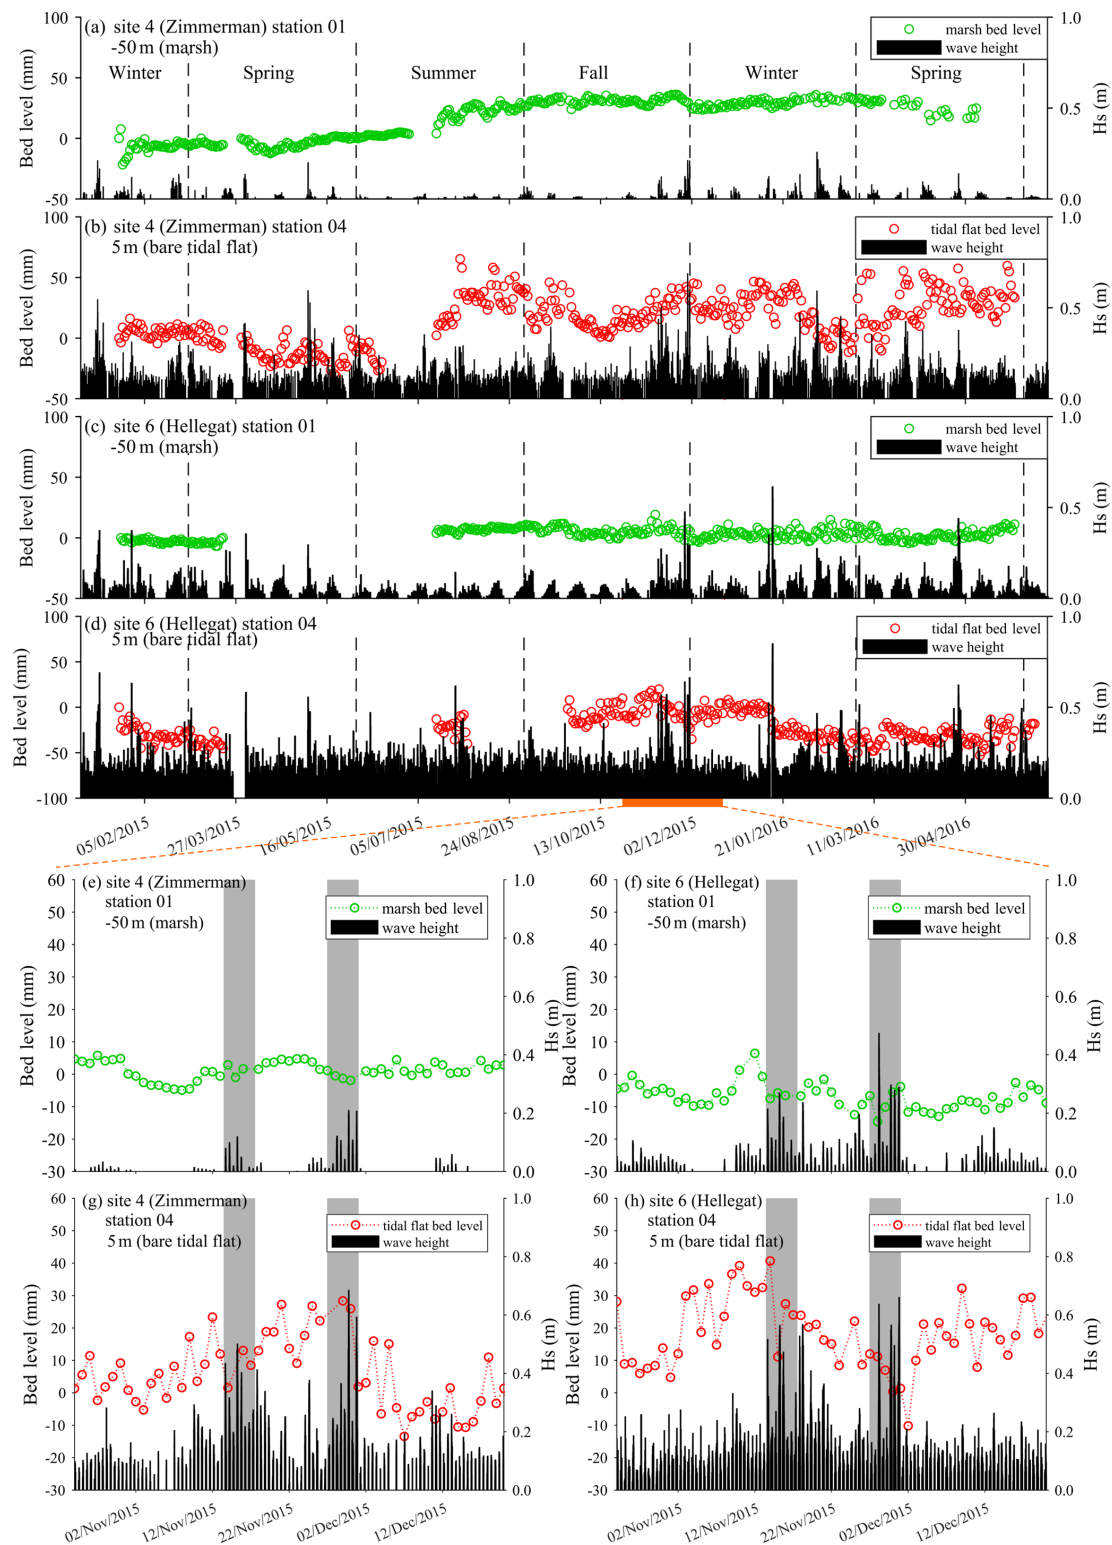 (a) site 4 (Zimmerman) station 01
-50 m (marsh)
marsh bed level
wave height
Winter Spring Summer Fall Winter Spring
100
50
0
-50
Bed level (mm)
1.0
0.5
0.0
Hs (m)
(b) site 4 (Zimmerman) station 04
5 m (bare tidal flat)
tidal flat bed level
wave height
100
50
0
-50
Bed level (mm)
1.0
0.5
0.0
Hs (m)
(c) site 6 (Hellegat) station 01
-50 m (marsh)
marsh bed level
wave height
100
50
0
-50
Bed level (mm)
1.0
0.5
0.0
Hs (m)
(d) site 6 (Hellegat) station 04
5 m (bare tidal flat)
tidal flat bed level
wave height
100
50
0
-50
-100
Bed level (mm)
1.0
0.5
0.0
Hs (m)
05/02/2015 27/03/2015 16/05/2015 05/07/2015 24/08/2015 13/10/2015 02/12/2015 21/01/2016 11/03/2016 30/04/2016
(e) site 4 (Zimmerman)
station 01
-50 m (marsh)
marsh bed level
wave height
60
50
40
30
20
10
0
-10
-20
-30
Bed level (mm)
1.0
0.8
0.6
0.4
0.2
0.0
Hs (m)
(f) site 6 (Hellegat)
station 01
-50 m (marsh)
marsh bed level
wave height
60
50
40
30
20
10
0
-10
-20
-30
Bed level (mm)
1.0
0.8
0.6
0.4
0.2
0.0
Hs (m)
(g) site 4 (Zimmerman)
station 04
5 m (bare tidal flat)
tidal flat bed level
wave height
60
50
40
30
20
10
0
-10
-20
-30
Bed level (mm)
1.0
0.8
0.6
0.4
0.2
0.0
Hs (m)
02/Nov/2015 12/Nov/2015 22/Nov/2015 02/Dec/2015 12/Dec/2015
(h) site 6 (Hellegat)
station 04
5 m (bare tidal flat)
tidal flat bed level
wave height
60
50
40
30
20
10
0
-10
-20
-30
Bed level (mm)
1.0
0.8
0.6
0.4
0.2
0.0
Hs (m)
02/Nov/2015 12/Nov/2015 22/Nov/2015 02/Dec/2015 12/Dec/2015